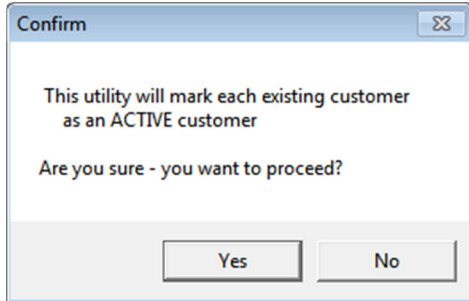 Confirm
This utility will mark each existing customer
as an ACTIVE customer
Are you sure - you want to proceed?
Yes No